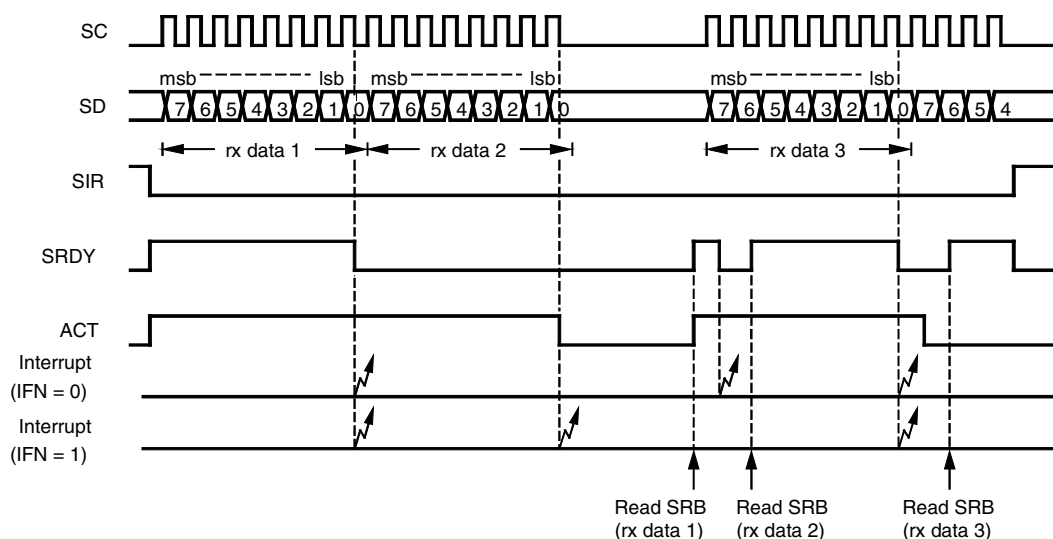 SC
msb lsb msb lsb msb lsb
SD 7 6 5 4 3 2 1 0 7 6 5 4 3 2 1 0 7 6 5 4 3 2 1 0 7 6 5 4
rx data 1 rx data 2 rx data 3
SIR
SRDY
ACT
Interrupt
(IFN = 0)
Interrupt
(IFN = 1)
Read SRB
(rx data 1)
Read SRB
(rx data 2)
Read SRB
(rx data 3)